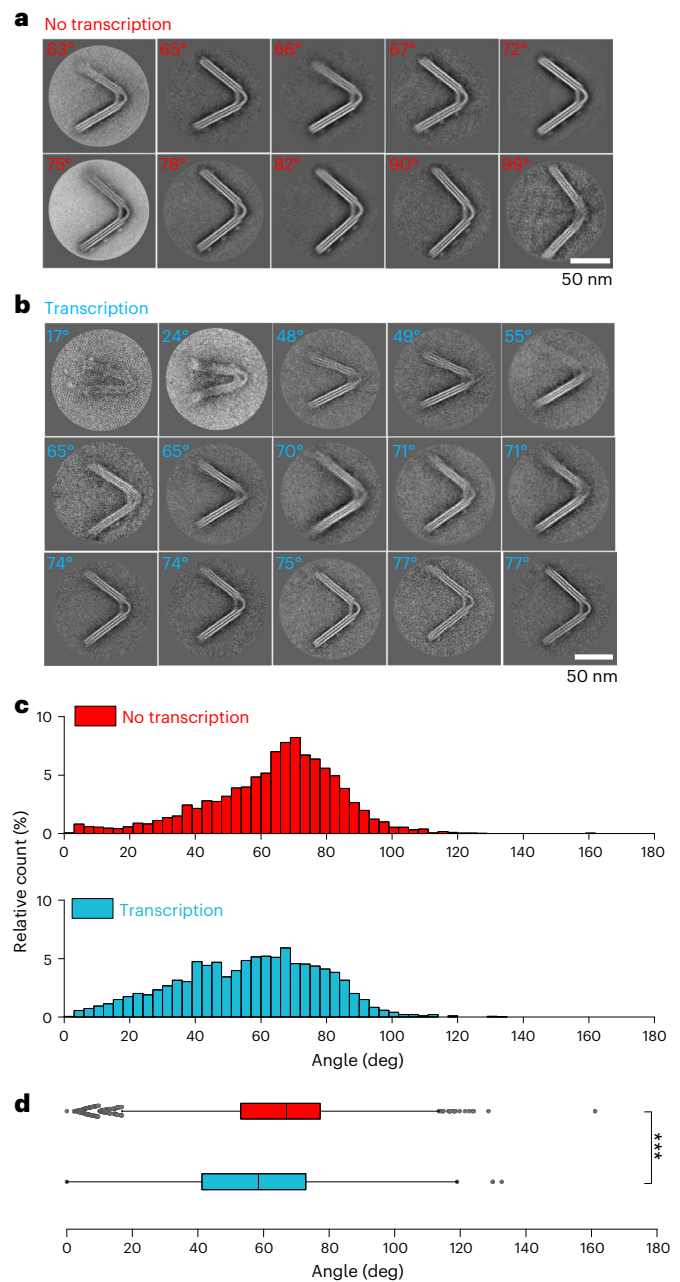 a No transcription
63° 65° 66° 67° 72°
75° 78° 82° 90° 99°
50 nm
b Transcription
17° 24° 48° 49° 55°
65° 65° 70° 71° 71°
74° 74° 75° 77° 77°
50 nm
c
10
No transcription
5
0
0 20 40 60 80 100 120 140 160 180
Relative count (%)
10
Transcription
5
0
0 20 40 60 80 100 120 140 160 180
Angle (deg)
d
***
0 20 40 60 80 100 120 140 160 180
Angle (deg)